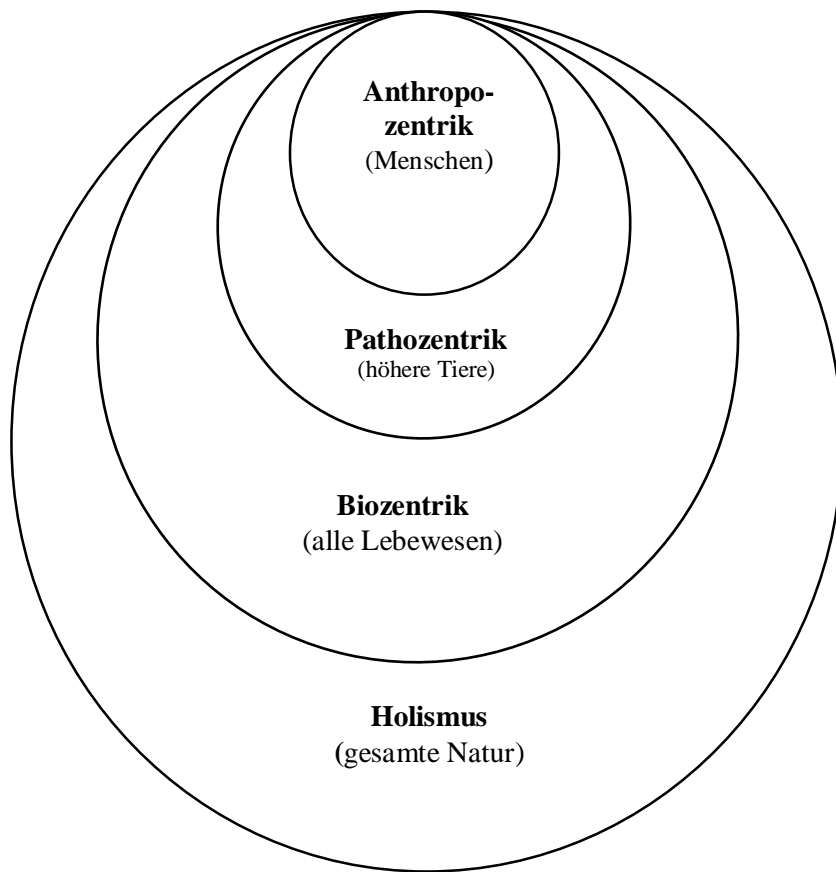 Anthropo-
zentrik
(Menschen)
Pathozentrik
(höhere Tiere)
Biozentrik
(alle Lebewesen)
Holismus
(gesamte Natur)